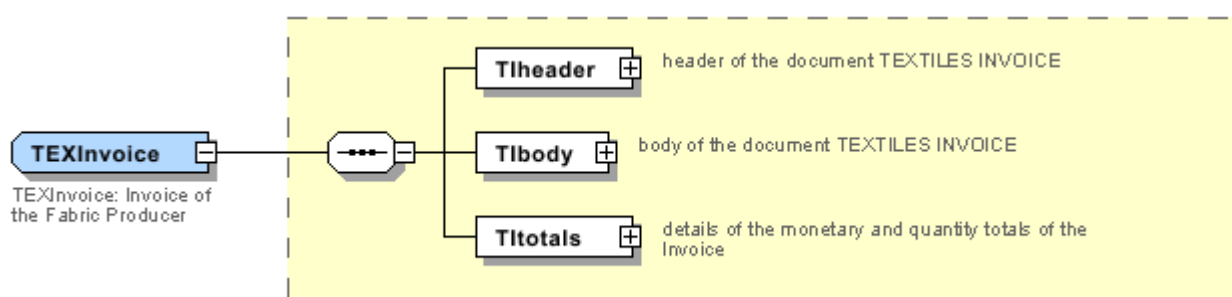 TIheader
header of the document TEXTILES INVOICE
TEXInvoice
TIbody
body of the document TEXTILES INVOICE
TEXInvoice: Invoice of
the Fabric Producer
TItotals
details of the monetary and quantity totals of the
Invoice